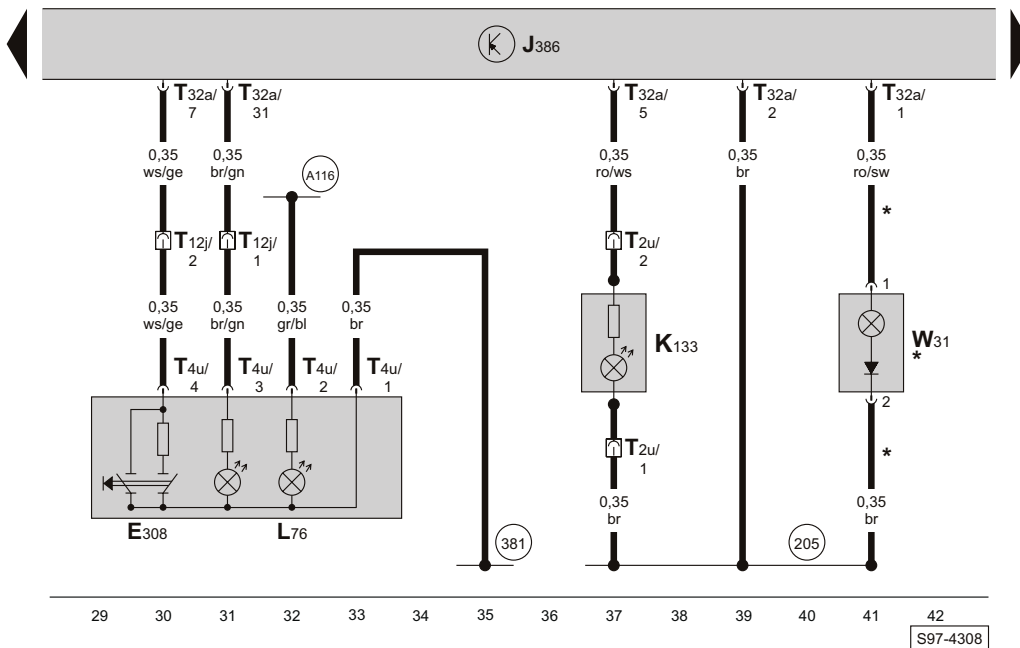 J386
T32a/ T32a/ T32a/ T32a/ T32a/
7 31 5 2 1
0,35 0,35 0,35 0,35 0,35
ws/ge br/gn ro/ws br ro/sw
A116
*
T12j/ T12j/ T2u/
2 1 2
1
0,35 0,35 0,35 0,35
ws/ge br/gn gr/bl br
K133
W31
*
T4u/ T4u/ T4u/ T4u/
4 3 2 1
2
T2u/
1
*
0,35 0,35
br br
E308 L76
381 205
29 30 31 32 33 34 35 36 37 38 39 40 41 42
S97-4308